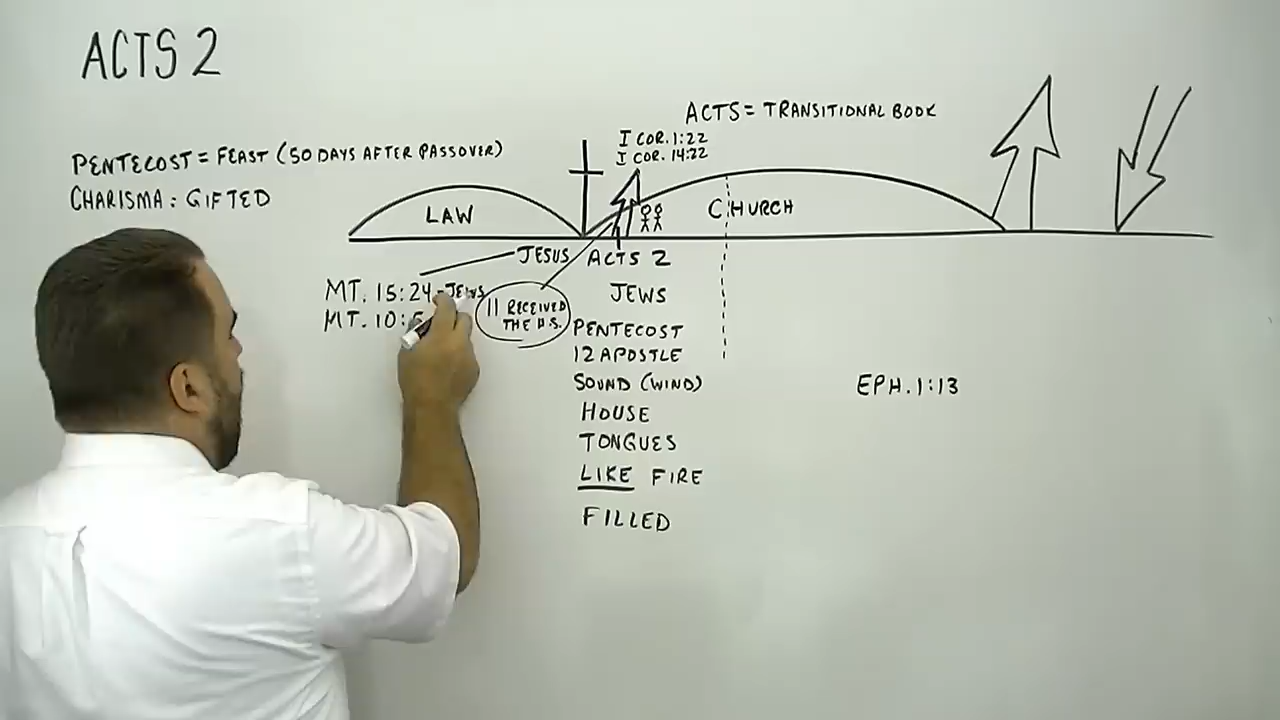 ACTS 2
ACTS = TRANSITIONAL BOOK
I COR. 1:22
I COR. 14:22
PENTECOST = FEAST (50 DAYS AFTER PASSOVER)
CHARISMA: GIFTED
LAW
CHURCH
JESUS
ACTS 2
MT. 15:24-JEWS
MT. 10:5
11 RECEIVED
THE H.S.
JEWS
PENTECOST
12 APOSTLE
SOUND (WIND)
HOUSE
TONGUES
LIKE FIRE
FILLED
EPH. 1:13